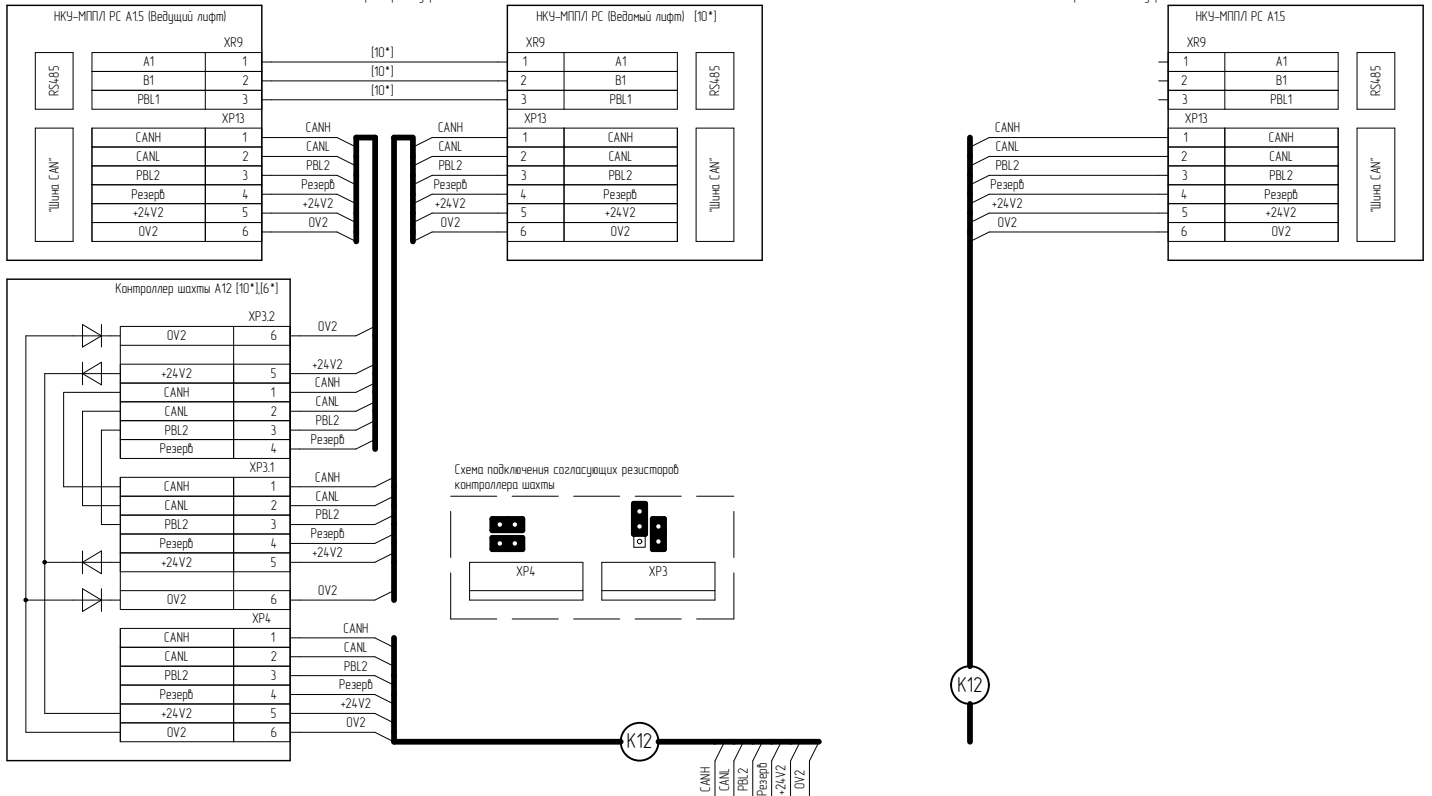 НКУ-МППЛ РС А1.5 (Ведущий лифт)
XR9
RS485
A1 1
B1 2
PBL1 3
XP13
"Шина CAN"
CANH 1
CANL 2
PBL2 3
Резерв 4
+24V2 5
0V2 6
CANH
CANL
PBL2
Резерв
+24V2
0V2
[10*]
[10*]
[10*]
НКУ-МППЛ РС (Ведомый лифт) [10*]
XR9
1 A1
2 B1
3 PBL1
RS485
XP13
1 CANH
2 CANL
3 PBL2
4 Резерв
5 +24V2
6 0V2
"Шина CAN"
CANH
CANL
PBL2
Резерв
+24V2
0V2
НКУ-МППЛ РС А1.5
XR9
1 A1
2 B1
3 PBL1
RS485
XP13
1 CANH
2 CANL
3 PBL2
4 Резерв
5 +24V2
6 0V2
"Шина CAN"
CANH
CANL
PBL2
Резерв
+24V2
0V2
K12
Контроллер шахты А12 [10*],[6*]
XP3.2
0V2 6 0V2
+24V2 5 +24V2
CANH 1 CANH
CANL 2 CANL
PBL2 3 PBL2
Резерв 4 Резерв
XP3.1
CANH 1 CANH
CANL 2 CANL
PBL2 3 PBL2
Резерв 4 Резерв
+24V2 5 +24V2
0V2 6 0V2
XP4
CANH 1 CANH
CANL 2 CANL
PBL2 3 PBL2
Резерв 4 Резерв
+24V2 5 +24V2
0V2 6 0V2
Схема подключения согласующих резисторов
контроллера шахты
XP4
XP3
K12
CANH
CANL
PBL2
Резерв
+24V2
0V2